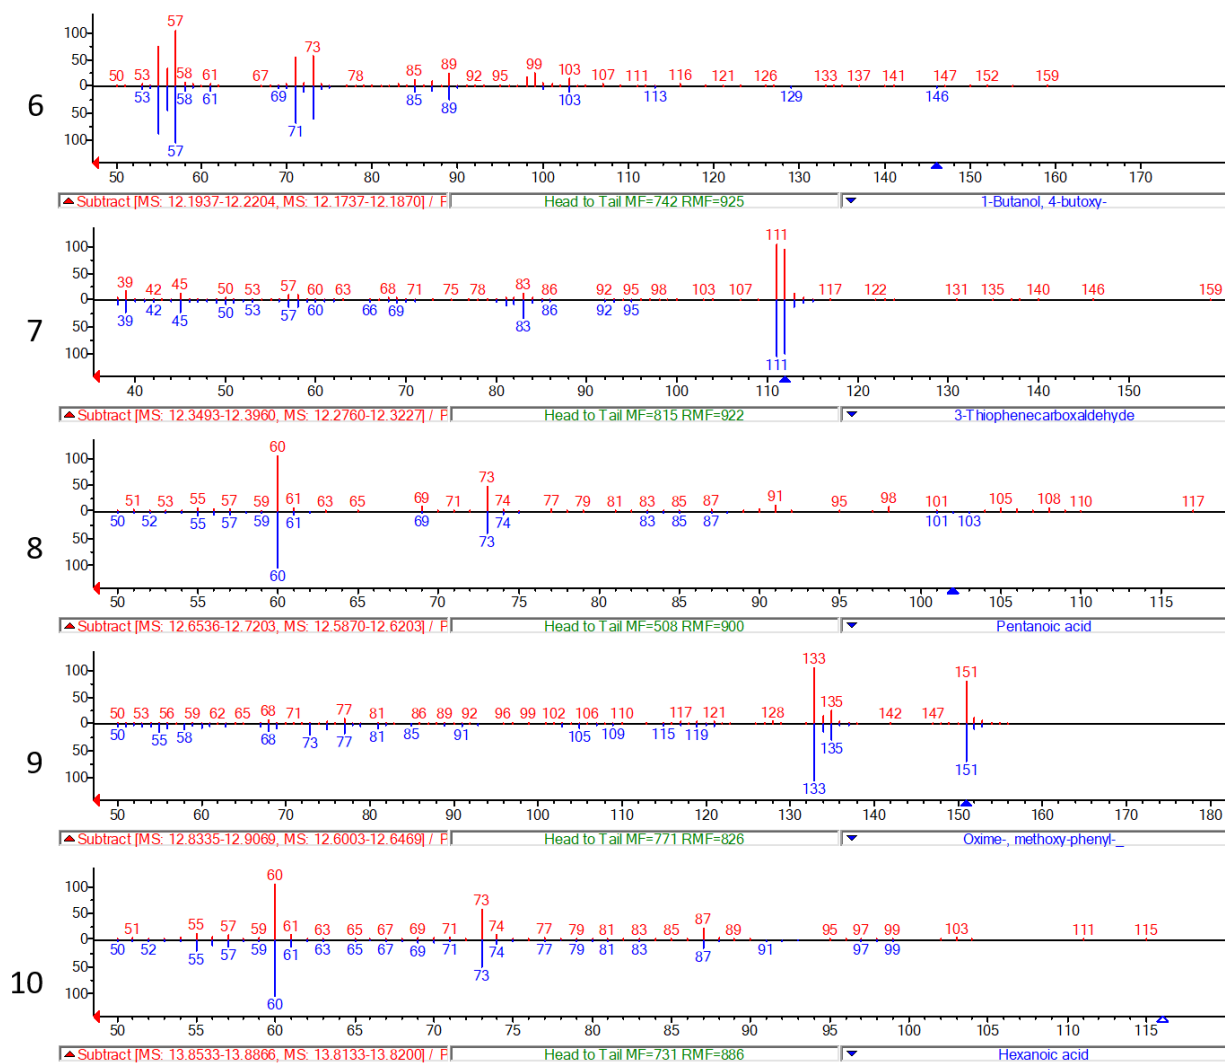 100 57 73
50 50 53 58 61 67 78 85 89 92 95 99 103 107 111 116 121 126 133 137 141 147 152 159
0
6
53 58 61 69 71 85 89 103 113 129 146
50
100 57
50 60 70 80 90 100 110 120 130 140 150 160 170
Subtract [MS: 12.1937-12.2204, MS: 12.1737-12.1870] / F Head to Tail MF=742 RMF=925 1-Butanol, 4-butoxy-
100 111
50 39 42 45 50 53 57 60 63 68 71 75 78 83 86 92 95 98 103 107 117 122 131 135 140 146 159
0
7
39 42 45 50 53 57 60 66 69 83 86 92 95
50
100 111
40 50 60 70 80 90 100 110 120 130 140 150
Subtract [MS: 12.3493-12.3960, MS: 12.2760-12.3227] / F Head to Tail MF=815 RMF=922 3-Thiophenecarboxaldehyde
100 60 73
50 51 53 55 57 59 61 63 65 69 71 74 77 79 81 83 85 87 91 95 98 101 105 108 110 117
0
8
50 52 55 57 59 61 69 73 74 83 85 87 101 103
50
100 60
50 55 60 65 70 75 80 85 90 95 100 105 110 115
Subtract [MS: 12.6536-12.7203, MS: 12.5870-12.6203] / F Head to Tail MF=508 RMF=900 Pentanoic acid
100 133 151
50 50 53 56 59 62 65 68 71 77 81 86 89 92 96 99 102 106 110 117 121 128 135 142 147
0
9
50 55 58 68 73 77 81 85 91 105 109 115 119 135 151
50
100 133
50 60 70 80 90 100 110 120 130 140 150 160 170 180
Subtract [MS: 12.8335-12.9069, MS: 12.6003-12.6469] / F Head to Tail MF=771 RMF=826 Oxime-, methoxy-phenyl-_
100 60 73
50 51 55 57 59 61 63 65 67 69 71 74 77 79 81 83 85 87 89 95 97 99 103 111 115
0
10
50 52 55 57 59 61 63 65 67 69 71 73 74 77 79 81 83 87 91 97 99
50
100 60
50 55 60 65 70 75 80 85 90 95 100 105 110 115
Subtract [MS: 13.8533-13.8866, MS: 13.8133-13.8200] / F Head to Tail MF=731 RMF=886 Hexanoic acid